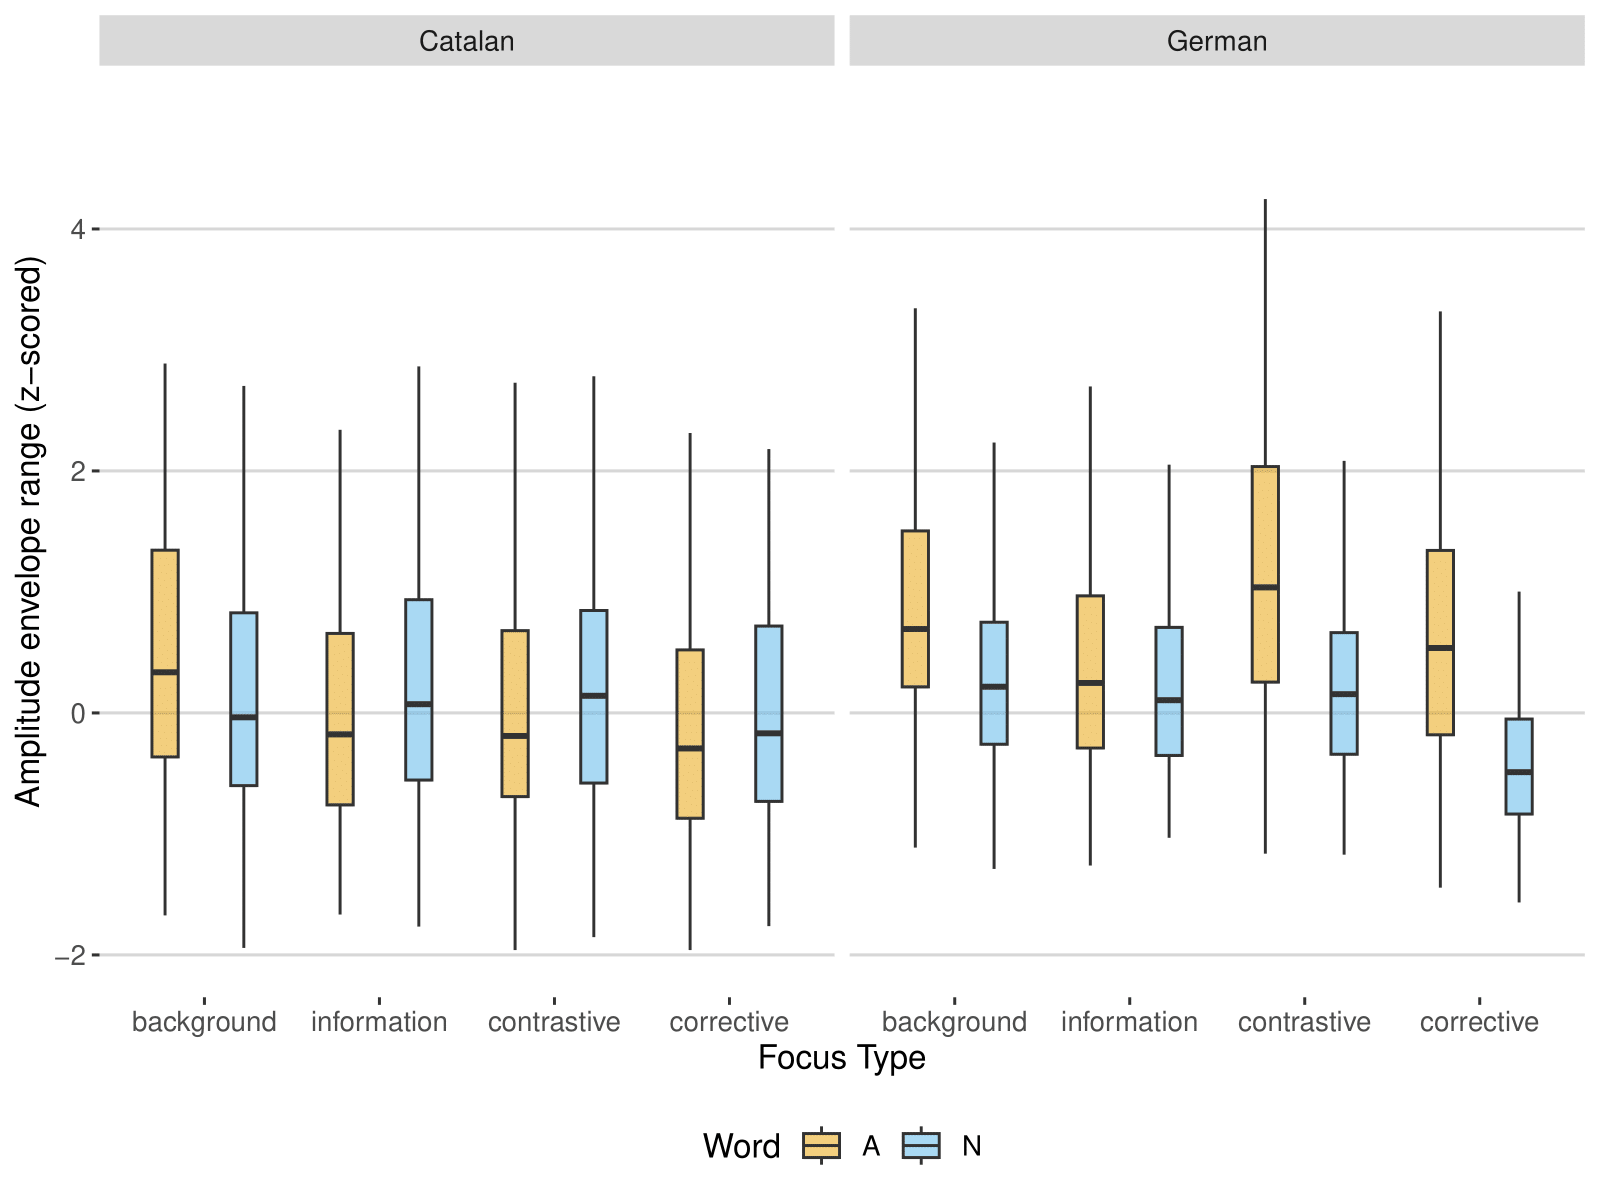 Catalan
German
Amplitude envelope range (z−scored)
4
2
0
−2
background information contrastive corrective
background information contrastive corrective
Focus Type
Word A N